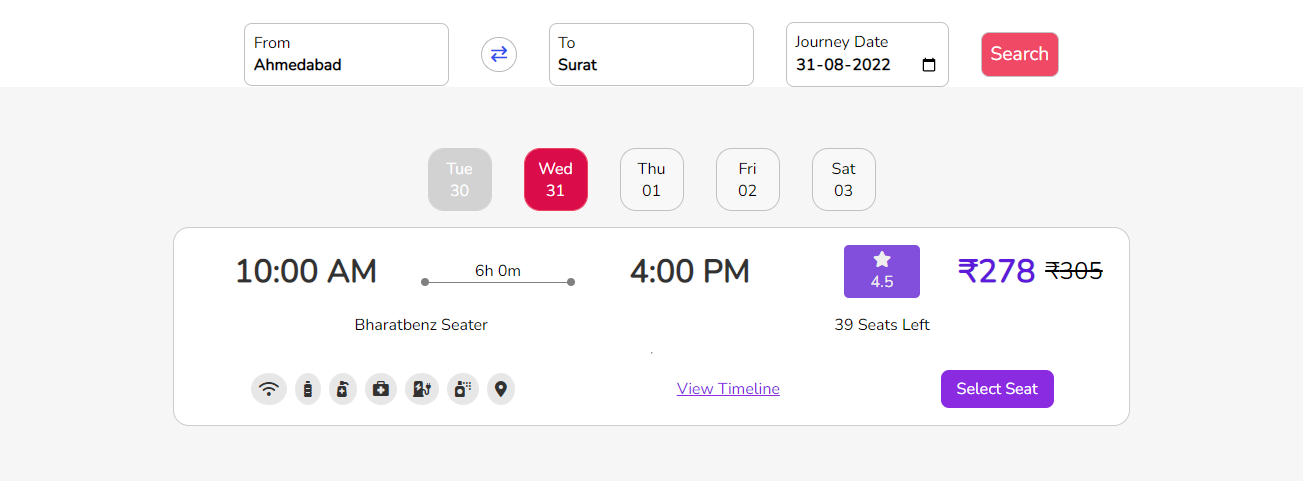 From
Ahmedabad
To
Surat
Journey Date
31-08-2022
Search
Tue
30
Wed
31
Thu
01
Fri
02
Sat
03
10:00 AM
6h 0m
4:00 PM
4.5
₹278 ₹305
Bharatbenz Seater
39 Seats Left
View Timeline
Select Seat